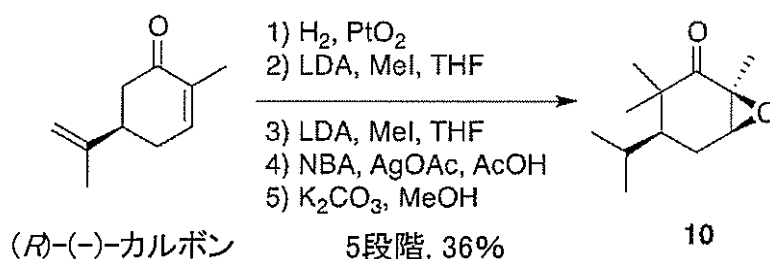 O
1) H₂, PtO₂
2) LDA, MeI, THF
3) LDA, MeI, THF
4) NBA, AgOAc, AcOH
5) K₂CO₃, MeOH
5段階, 36%
(R)-(-)-カルボン
O
O
10